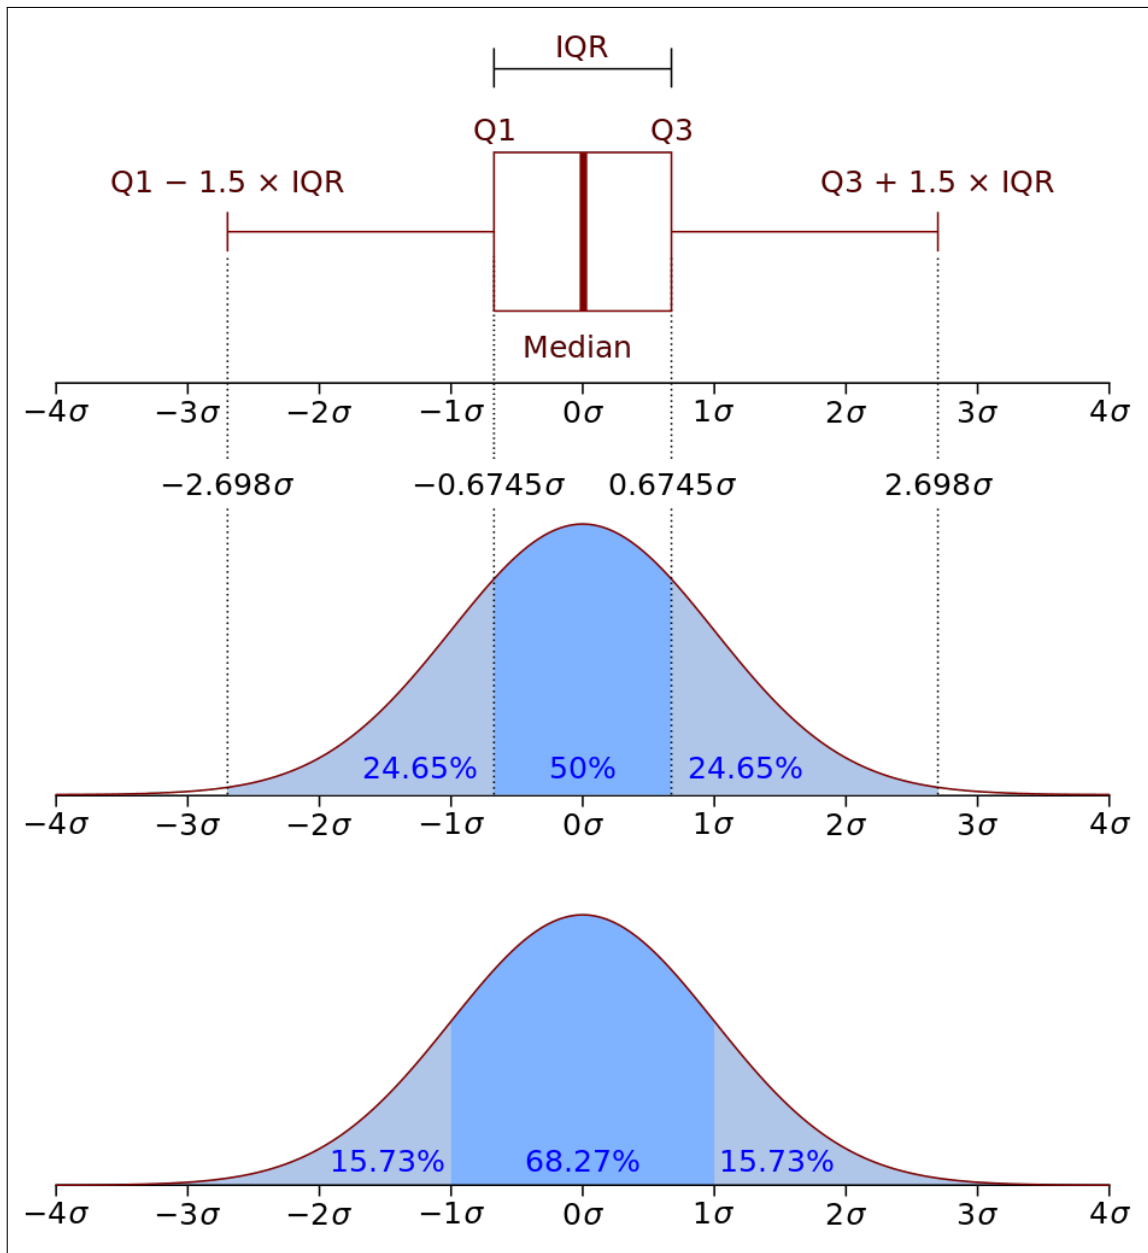 IQR
Q1 Q3
Q1 − 1.5 × IQR Q3 + 1.5 × IQR
Median
−4σ −3σ −2σ −1σ 0σ 1σ 2σ 3σ 4σ
−2.698σ −0.6745σ 0.6745σ 2.698σ
24.65% 50% 24.65%
−4σ −3σ −2σ −1σ 0σ 1σ 2σ 3σ 4σ
15.73% 68.27% 15.73%
−4σ −3σ −2σ −1σ 0σ 1σ 2σ 3σ 4σ